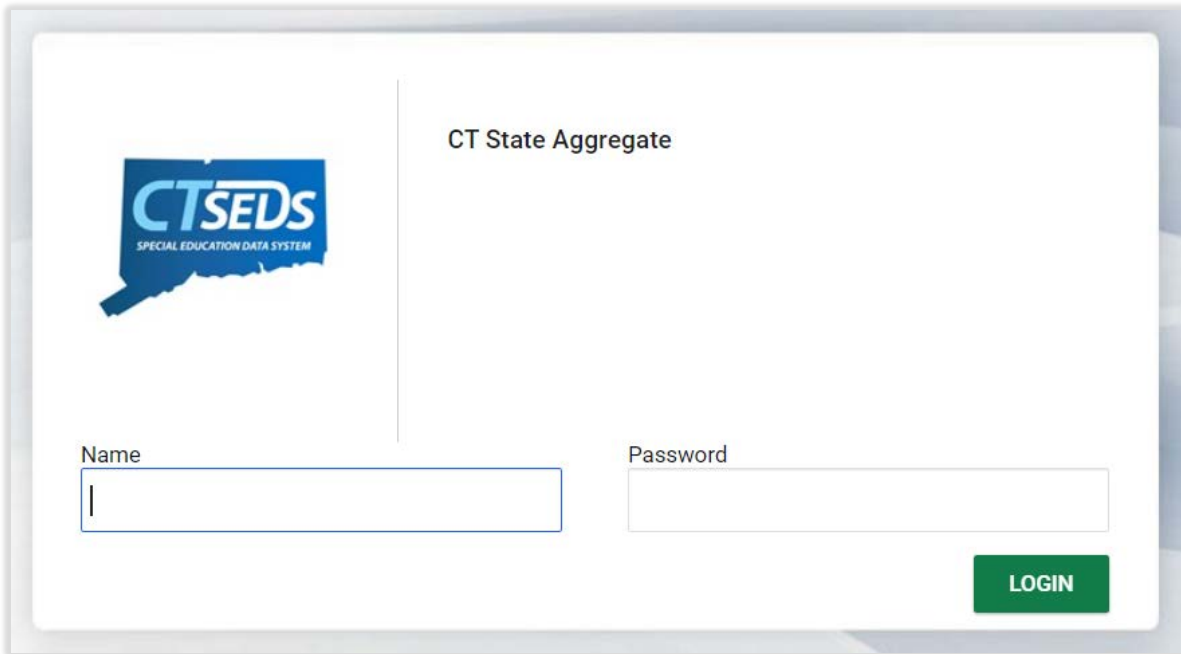 CT State Aggregate
CTSEDS
SPECIAL EDUCATION DATA SYSTEM
Name
Password
LOGIN